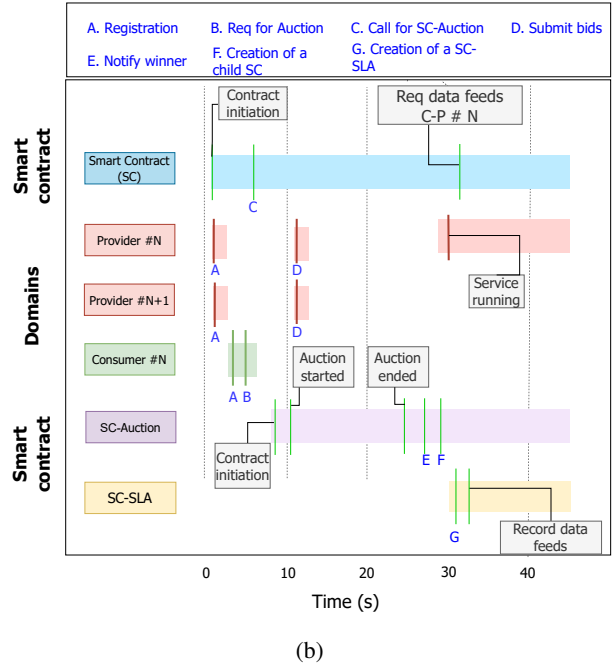 A. Registration B. Req for Auction C. Call for SC-Auction D. Submit bids
E. Notify winner F. Creation of a child SC G. Creation of a SC-SLA
Contract initiation
Req data feeds C-P # N
Smart contract
Smart Contract (SC)
C
Domains
Provider #N
A D
Service running
Provider #N+1
A D
Consumer #N
A B
Auction started
Auction ended
Smart contract
SC-Auction
Contract initiation
E F
SC-SLA
G
Record data feeds
0 10 20 30 40
Time (s)
(b)